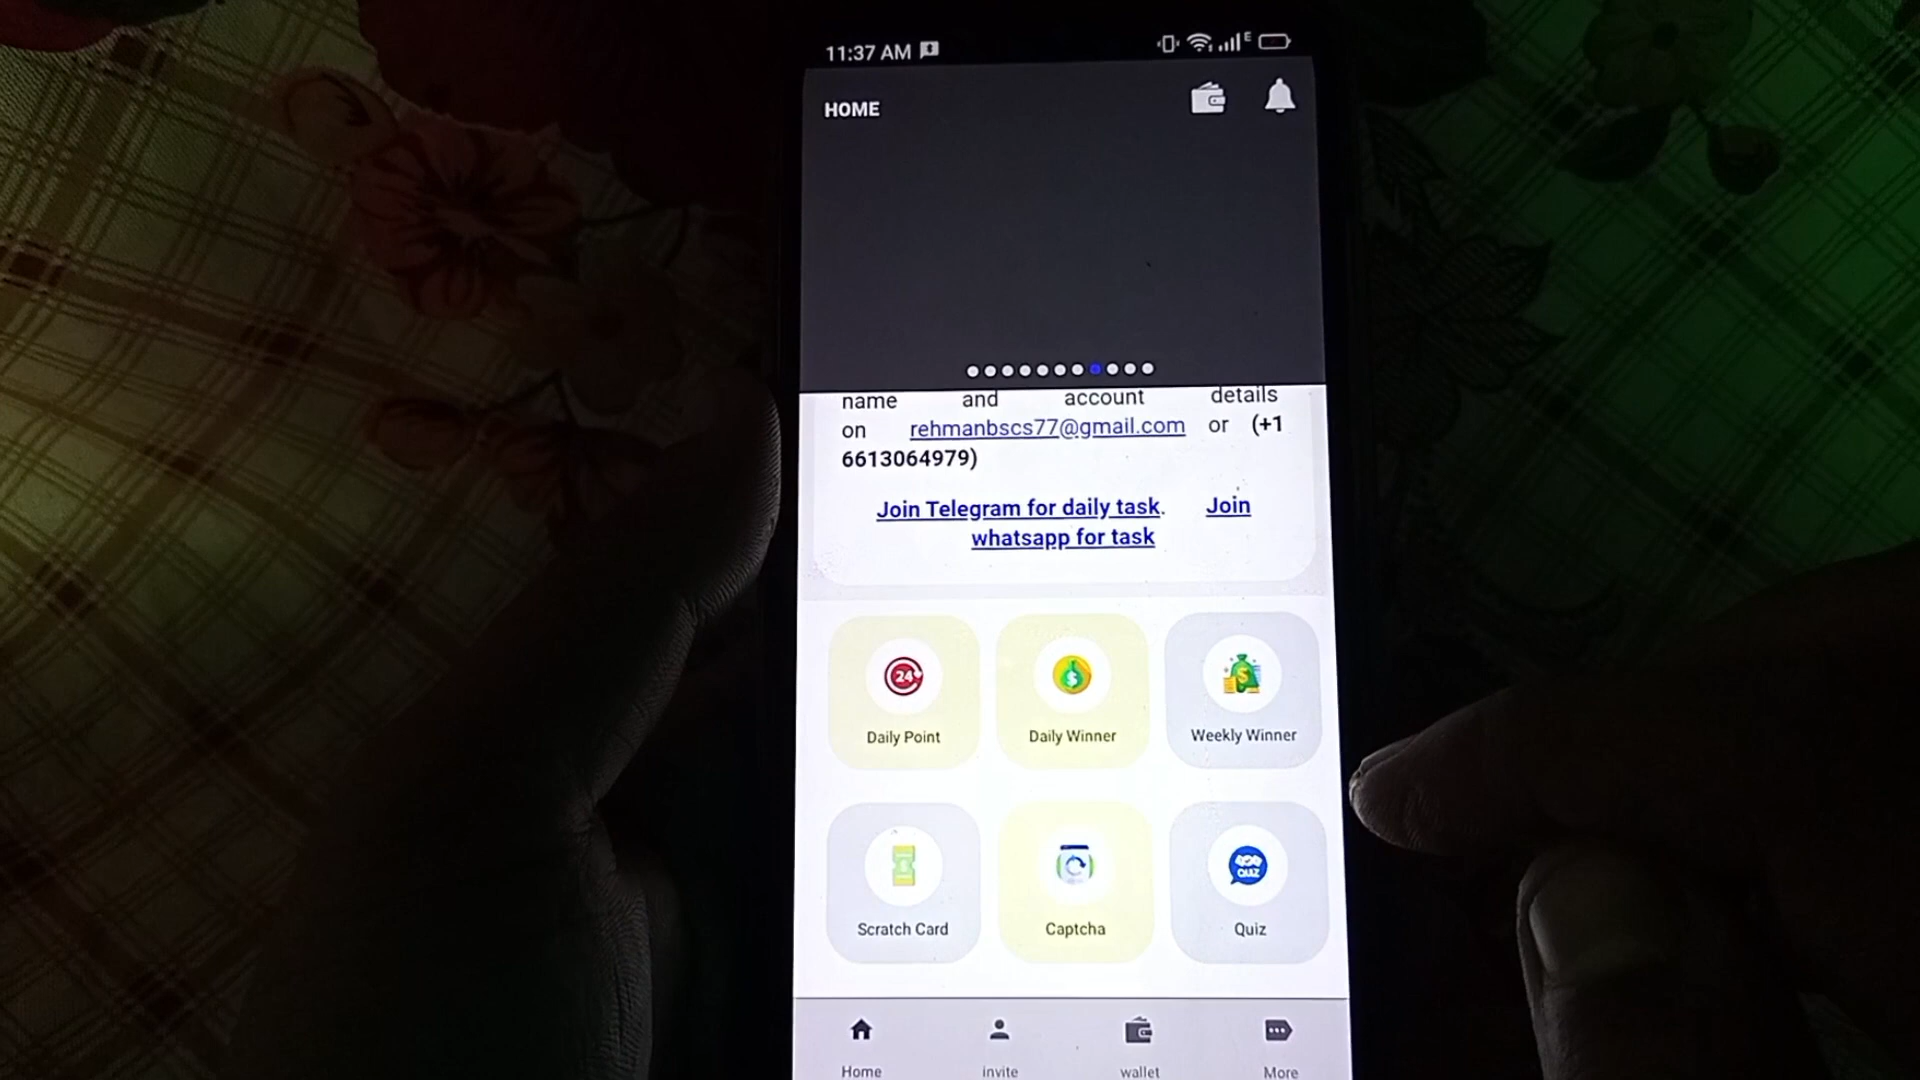 11:37 AM
E
HOME
name and account details
on rehmanbscs77@gmail.com or (+1
6613064979)
Join Telegram for daily task. Join
whatsapp for task
24
Daily Point Daily Winner Weekly Winner
QUIZ
Scratch Card Captcha Quiz
Home invite wallet More